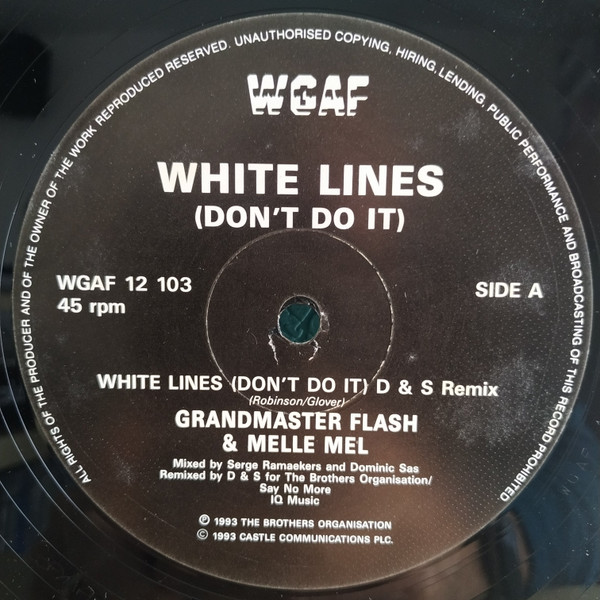 ALL RIGHTS OF THE PRODUCER AND OF THE OWNER OF THE WORK REPRODUCED RESERVED. UNAUTHORISED COPYING, HIRING, LENDING, PUBLIC PERFORMANCE AND BROADCASTING OF THIS RECORD PROHIBITED
WGAF
WHITE LINES
(DON'T DO IT)
WGAF 12 103
45 rpm
SIDE A
WHITE LINES (DON'T DO IT) D & S Remix
(Robinson/Glover)
GRANDMASTER FLASH
& MELLE MEL
Mixed by Serge Ramaekers and Dominic Sas
Remixed by D & S for The Brothers Organisation/
Say No More
IQ Music
℗ 1993 THE BROTHERS ORGANISATION
© 1993 CASTLE COMMUNICATIONS PLC.